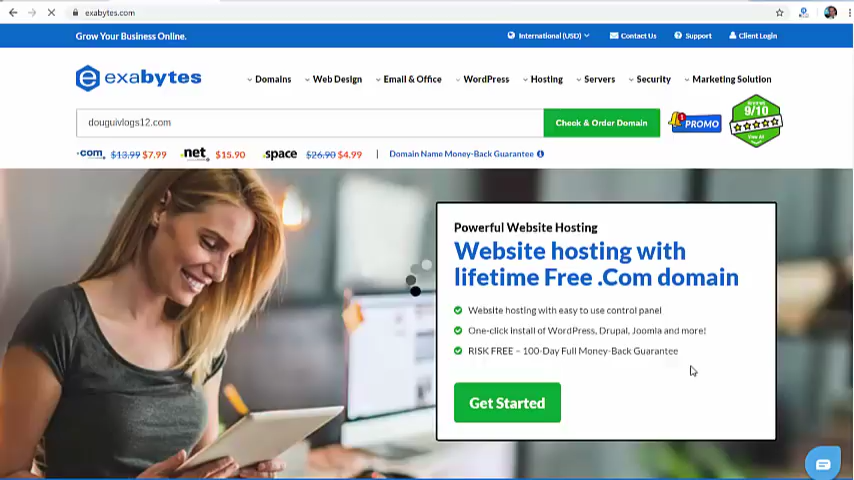 exabytes.com
Grow Your Business Online.
International (USD)
Contact Us
Support
Client Login
exabytes
Domains
Web Design
Email & Office
WordPress
Hosting
Servers
Security
Marketing Solution
douguivlogs12.com
Check & Order Domain
1
PROMO
9/10
.com $13.99 $7.99
.net $15.90
.space $26.90 $4.99
Domain Name Money-Back Guarantee
Powerful Website Hosting
Website hosting with
lifetime Free .Com domain
Website hosting with easy to use control panel
One-click install of WordPress, Drupal, Joomla and more!
RISK FREE – 100-Day Full Money-Back Guarantee
Get Started